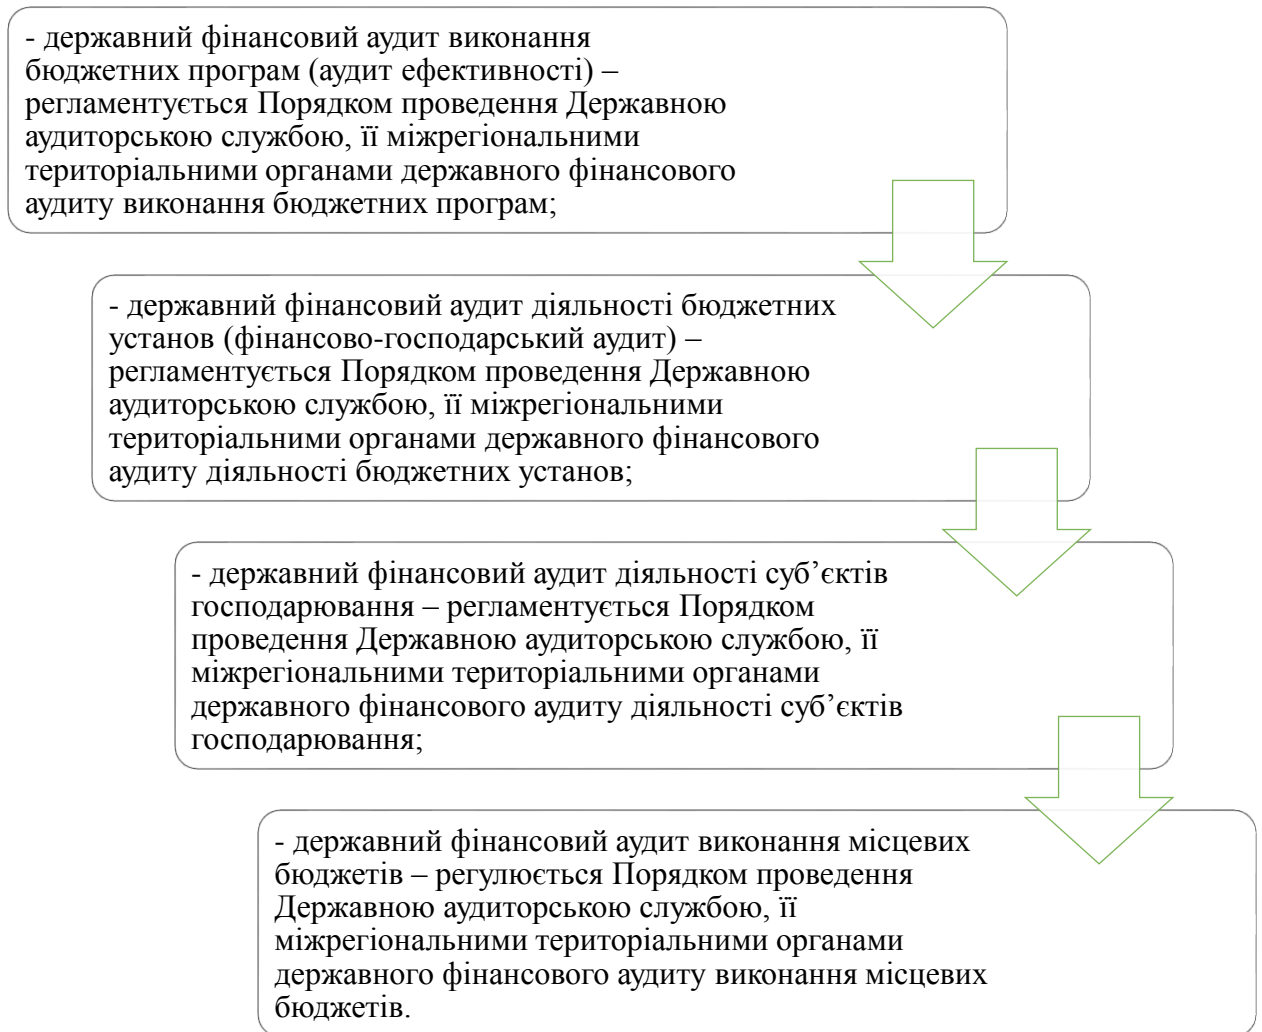 - державний фінансовий аудит виконання
бюджетних програм (аудит ефективності) –
регламентується Порядком проведення Державною
аудиторською службою, її міжрегіональними
територіальними органами державного фінансового
аудиту виконання бюджетних програм;
- державний фінансовий аудит діяльності бюджетних
установ (фінансово-господарський аудит) –
регламентується Порядком проведення Державною
аудиторською службою, її міжрегіональними
територіальними органами державного фінансового
аудиту діяльності бюджетних установ;
- державний фінансовий аудит діяльності суб’єктів
господарювання – регламентується Порядком
проведення Державною аудиторською службою, її
міжрегіональними територіальними органами
державного фінансового аудиту діяльності суб’єктів
господарювання;
- державний фінансовий аудит виконання місцевих
бюджетів – регулюється Порядком проведення
Державною аудиторською службою, її
міжрегіональними територіальними органами
державного фінансового аудиту виконання місцевих
бюджетів.